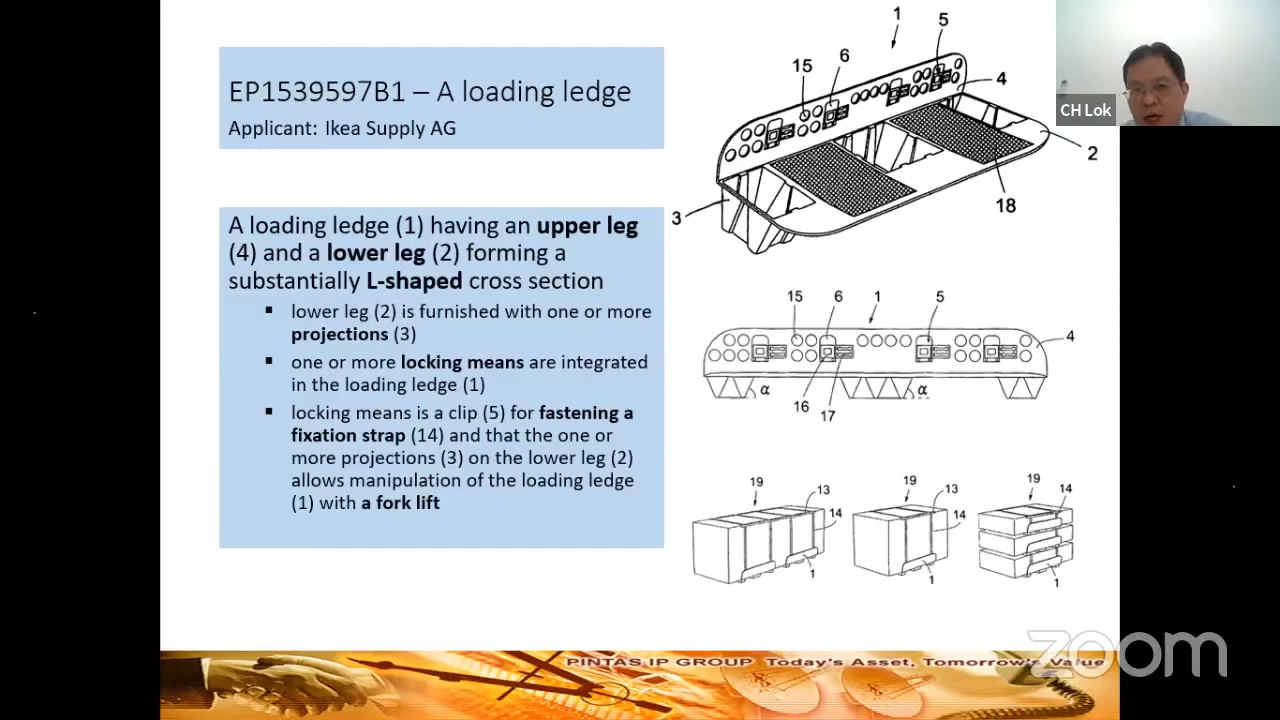 EP1539597B1 – A loading ledge
Applicant: Ikea Supply AG
A loading ledge (1) having an upper leg
(4) and a lower leg (2) forming a
substantially L-shaped cross section
▪ lower leg (2) is furnished with one or more
projections (3)
▪ one or more locking means are integrated
in the loading ledge (1)
▪ locking means is a clip (5) for fastening a
fixation strap (14) and that the one or
more projections (3) on the lower leg (2)
allows manipulation of the loading ledge
(1) with a fork lift
1
5
6
15
4
2
3
18
15
6
1
5
4
α
α
16
17
19
13
14
1
19
13
14
1
19
14
1
CH Lok
PINTAS IP GROUP Today's Asset, Tomorrow's Value
zoom